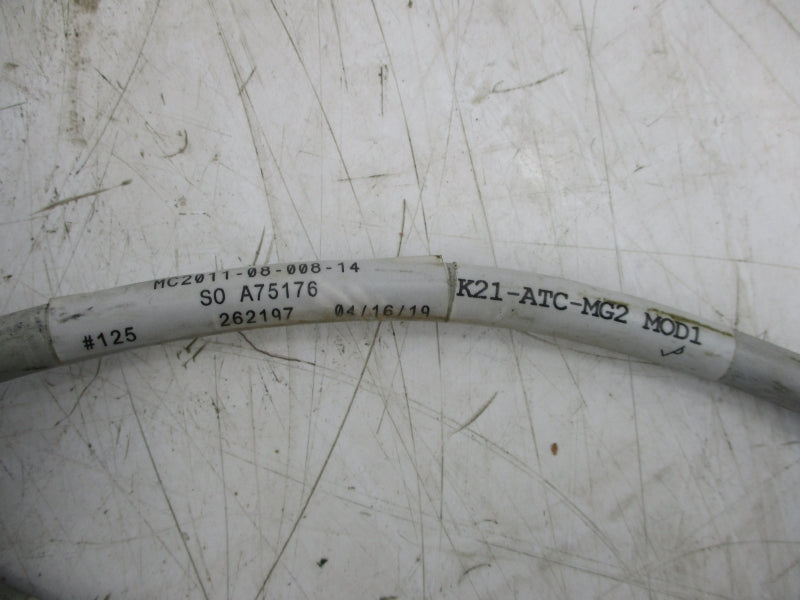 MC2011-08-008-14
SO A75176
#125 262197 04/16/19
K21-ATC-MG2 MOD1